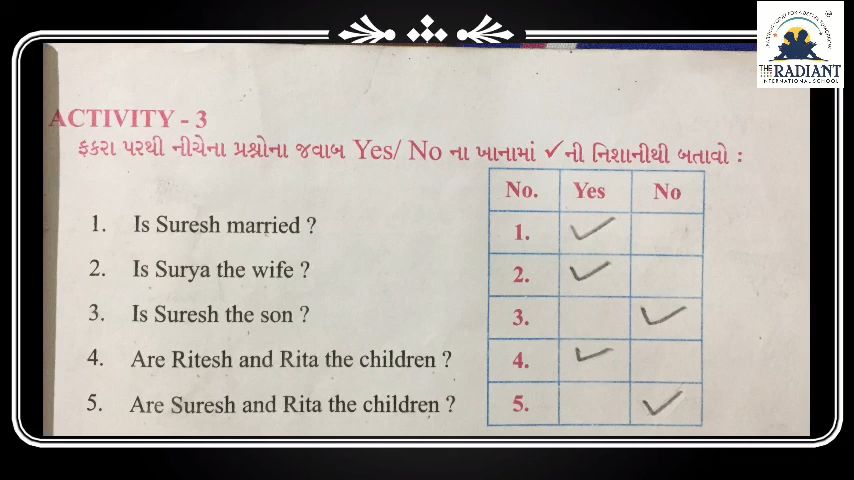 THE RADIANT
INTERNATIONAL SCHOOL
ACTIVITY - 3
ફકરા પરથી નીચેના પ્રશ્નોના જવાબ Yes/ No ના ખાનામાં ✓ની નિશાનીથી બતાવો :
No. Yes No
1. Is Suresh married ? 1. ✓
2. Is Surya the wife ? 2. ✓
3. Is Suresh the son ? 3. ✓
4. Are Ritesh and Rita the children ? 4. ✓
5. Are Suresh and Rita the children ? 5. ✓